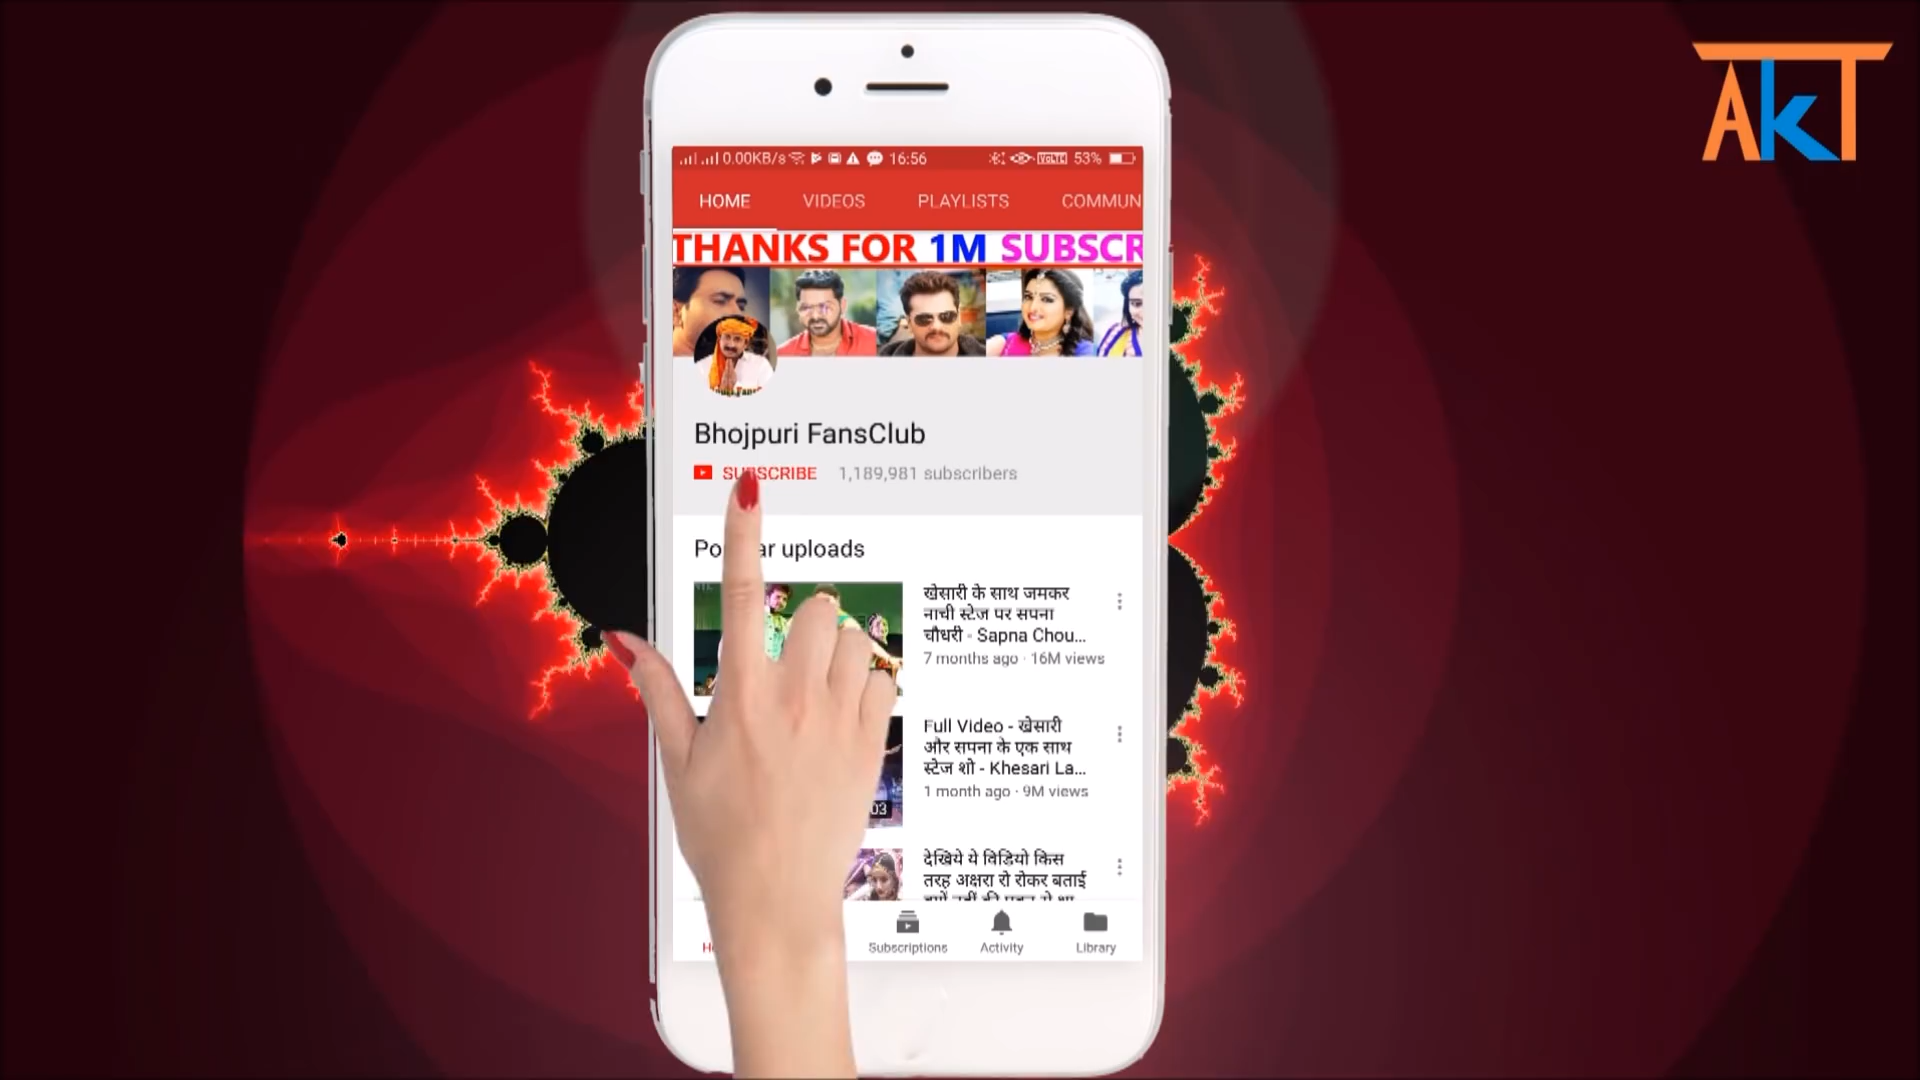 AKT
0.00KB/s 16:56 VoLTE 53%
HOME VIDEOS PLAYLISTS COMMUN
THANKS FOR 1M SUBSCR
Bhojpuri FansClub
SUBSCRIBE 1,189,981 subscribers
uploads
खेसारी के साथ जमकर
नाची स्टेज पर सपना
चौधरी - Sapna Chou...
7 months ago · 16M views
Full Video - खेसारी
और सपना के एक साथ
स्टेज शो - Khesari La...
1 month ago · 9M views
03
देखिये ये विडियो किस
तरह अक्षरा रो रोकर बताई
Subscriptions Activity Library